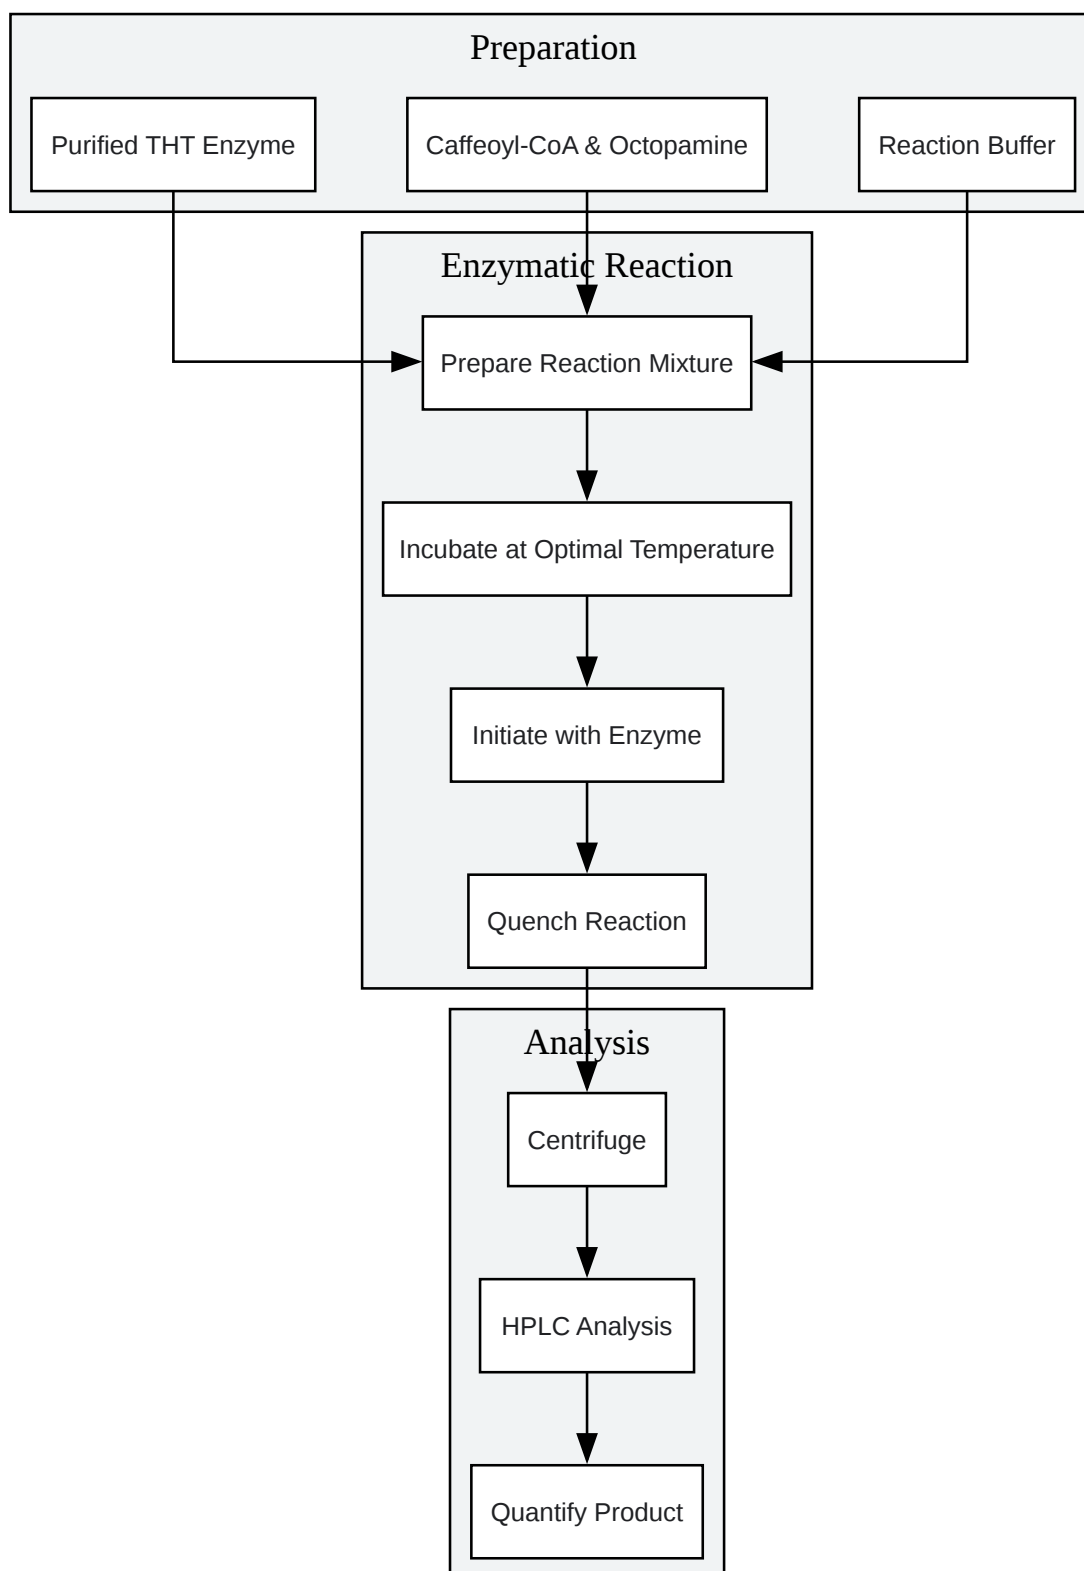 Preparation
Purified THT Enzyme
Caffeoyl-CoA & Octopamine
Reaction Buffer
Enzymatic Reaction
Prepare Reaction Mixture
Incubate at Optimal Temperature
Initiate with Enzyme
Quench Reaction
Analysis
Centrifuge
HPLC Analysis
Quantify Product